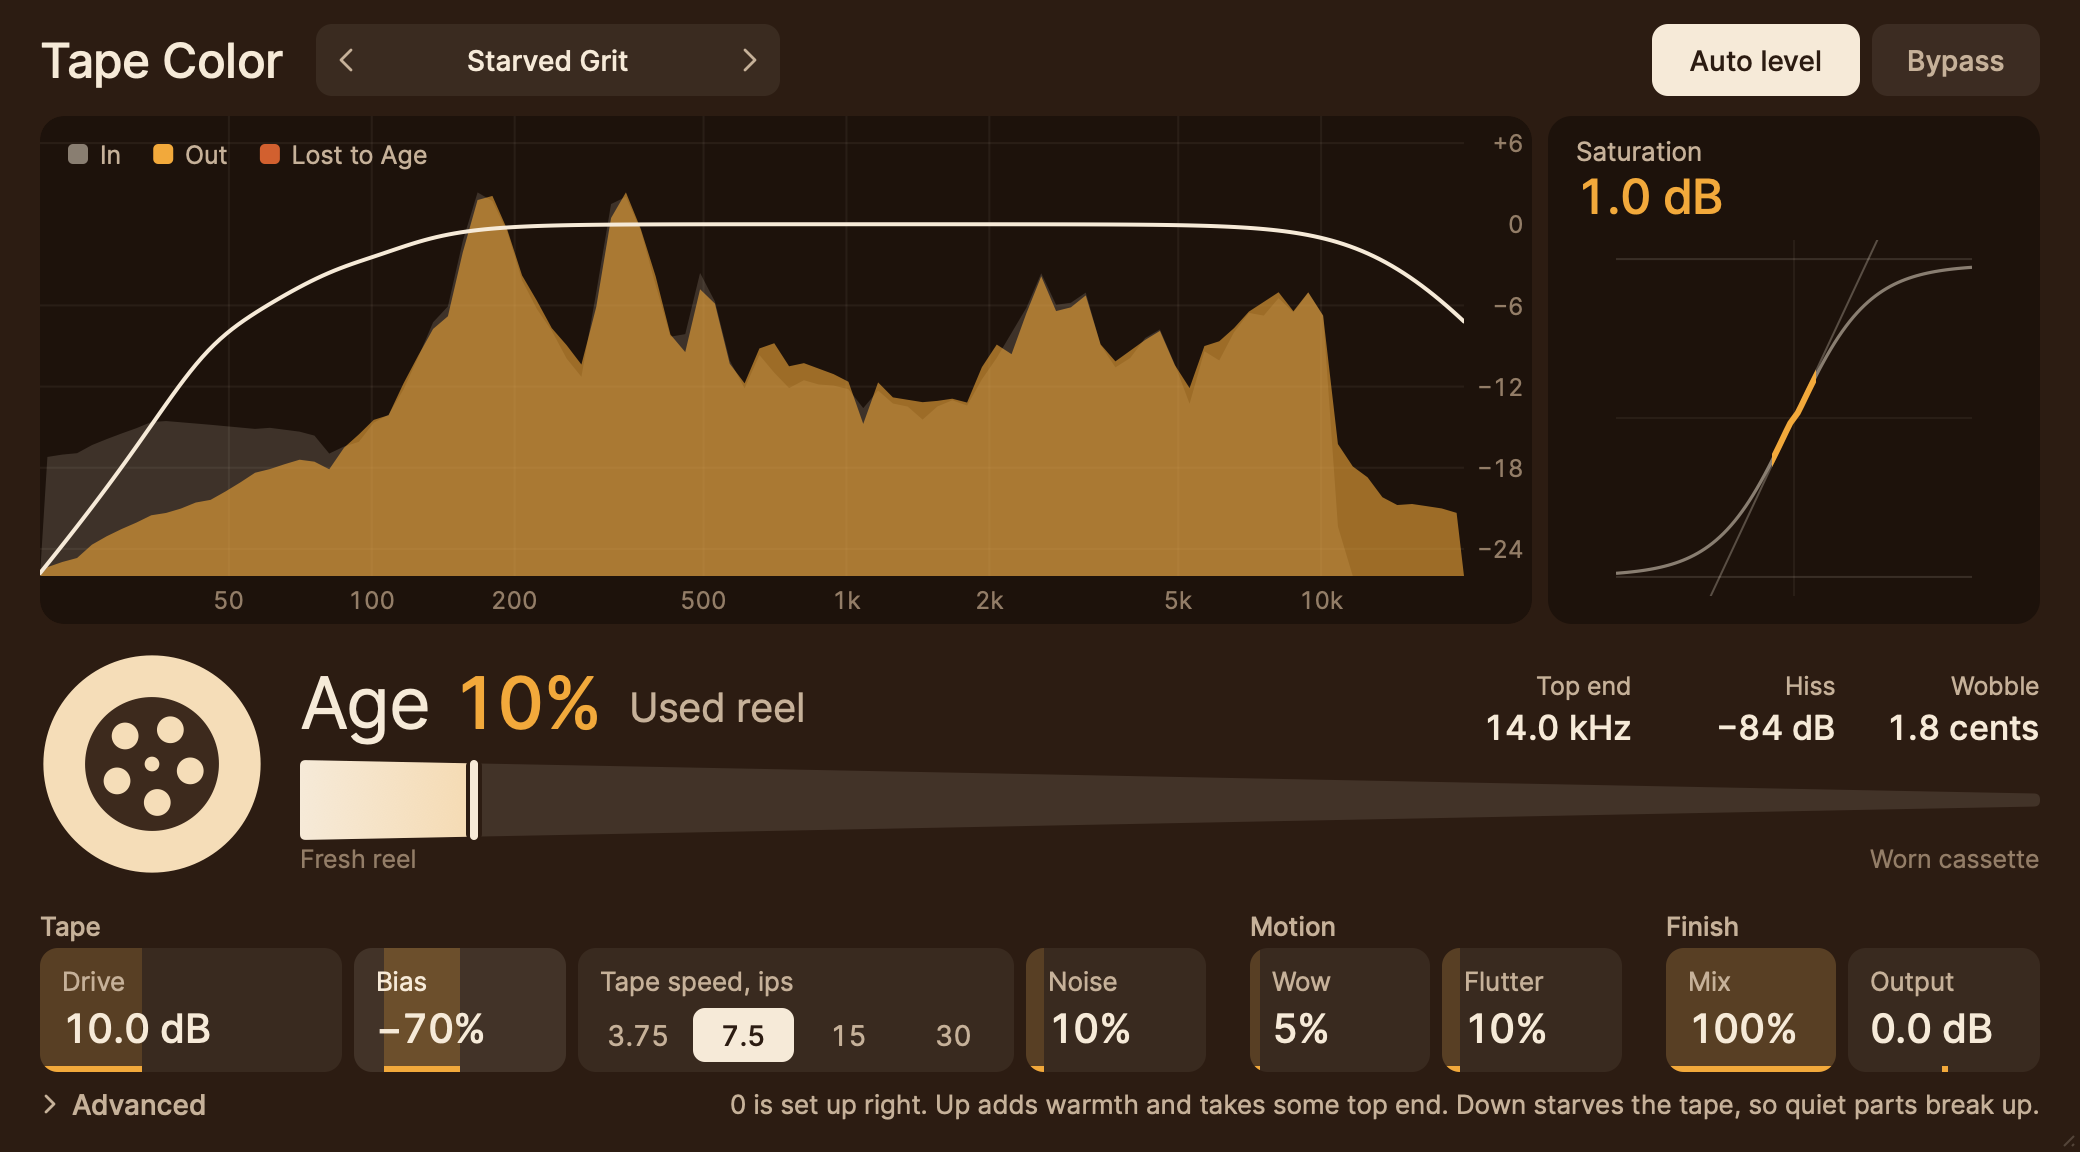 Tape Color
Starved Grit
Auto level
Bypass
In
Out
Lost to Age
+6
0
−6
−12
−18
−24
50
100
200
500
1k
2k
5k
10k
Saturation
1.0 dB
Age 10% Used reel
Top end
14.0 kHz
Hiss
−84 dB
Wobble
1.8 cents
Fresh reel
Worn cassette
Tape
Drive
10.0 dB
Bias
−70%
Tape speed, ips
3.75 7.5 15 30
Noise
10%
Motion
Wow
5%
Flutter
10%
Finish
Mix
100%
Output
0.0 dB
Advanced
0 is set up right. Up adds warmth and takes some top end. Down starves the tape, so quiet parts break up.